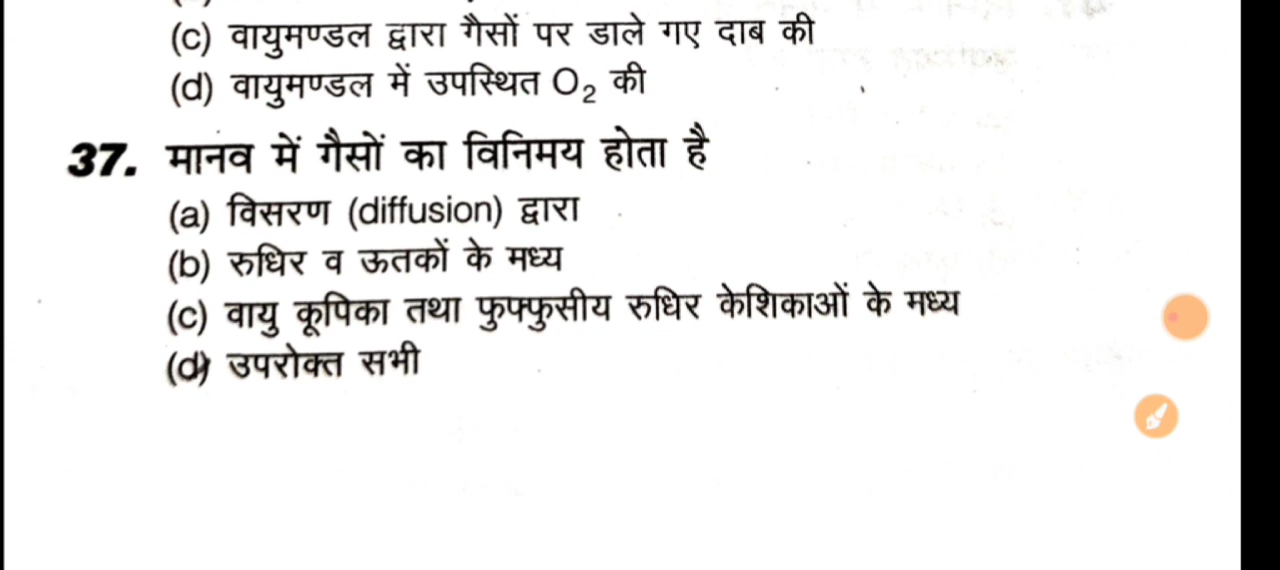 (c) वायुमण्डल द्वारा गैसों पर डाले गए दाब की
(d) वायुमण्डल में उपस्थित O₂ की
37. मानव में गैसों का विनिमय होता है
(a) विसरण (diffusion) द्वारा
(b) रुधिर व ऊतकों के मध्य
(c) वायु कूपिका तथा फुफ्फुसीय रुधिर केशिकाओं के मध्य
(d) उपरोक्त सभी